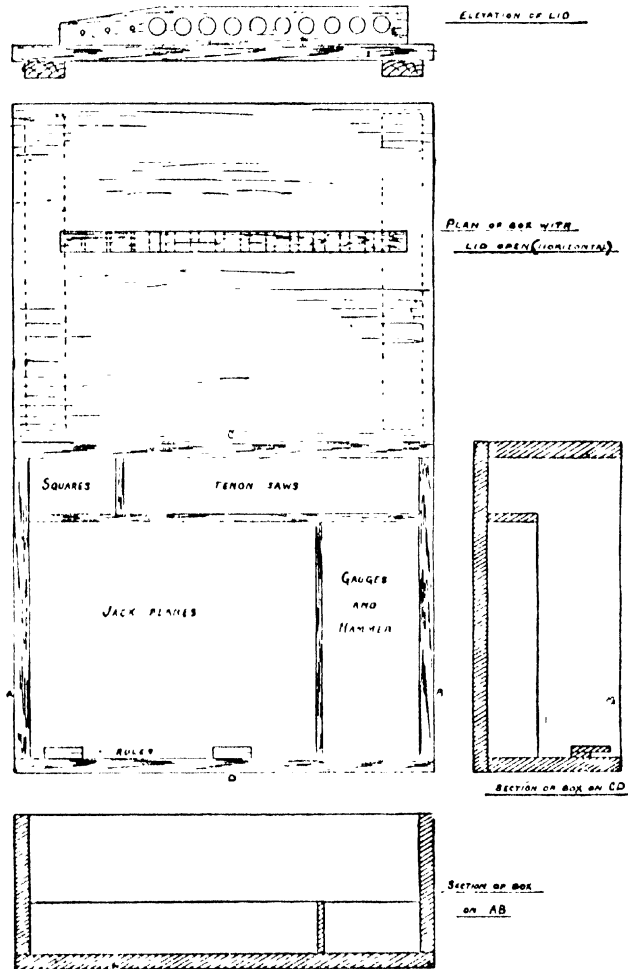 ELEVATION OF LID
PLAN OF BOX WITH
LID OPEN (HORIZONTAL)
C
SQUARES
TENON SAWS
JACK PLANES
GAUGES
AND
HAMMER
A
RULES
D
SECTION OF BOX ON CD
SECTION OF BOX
ON AB